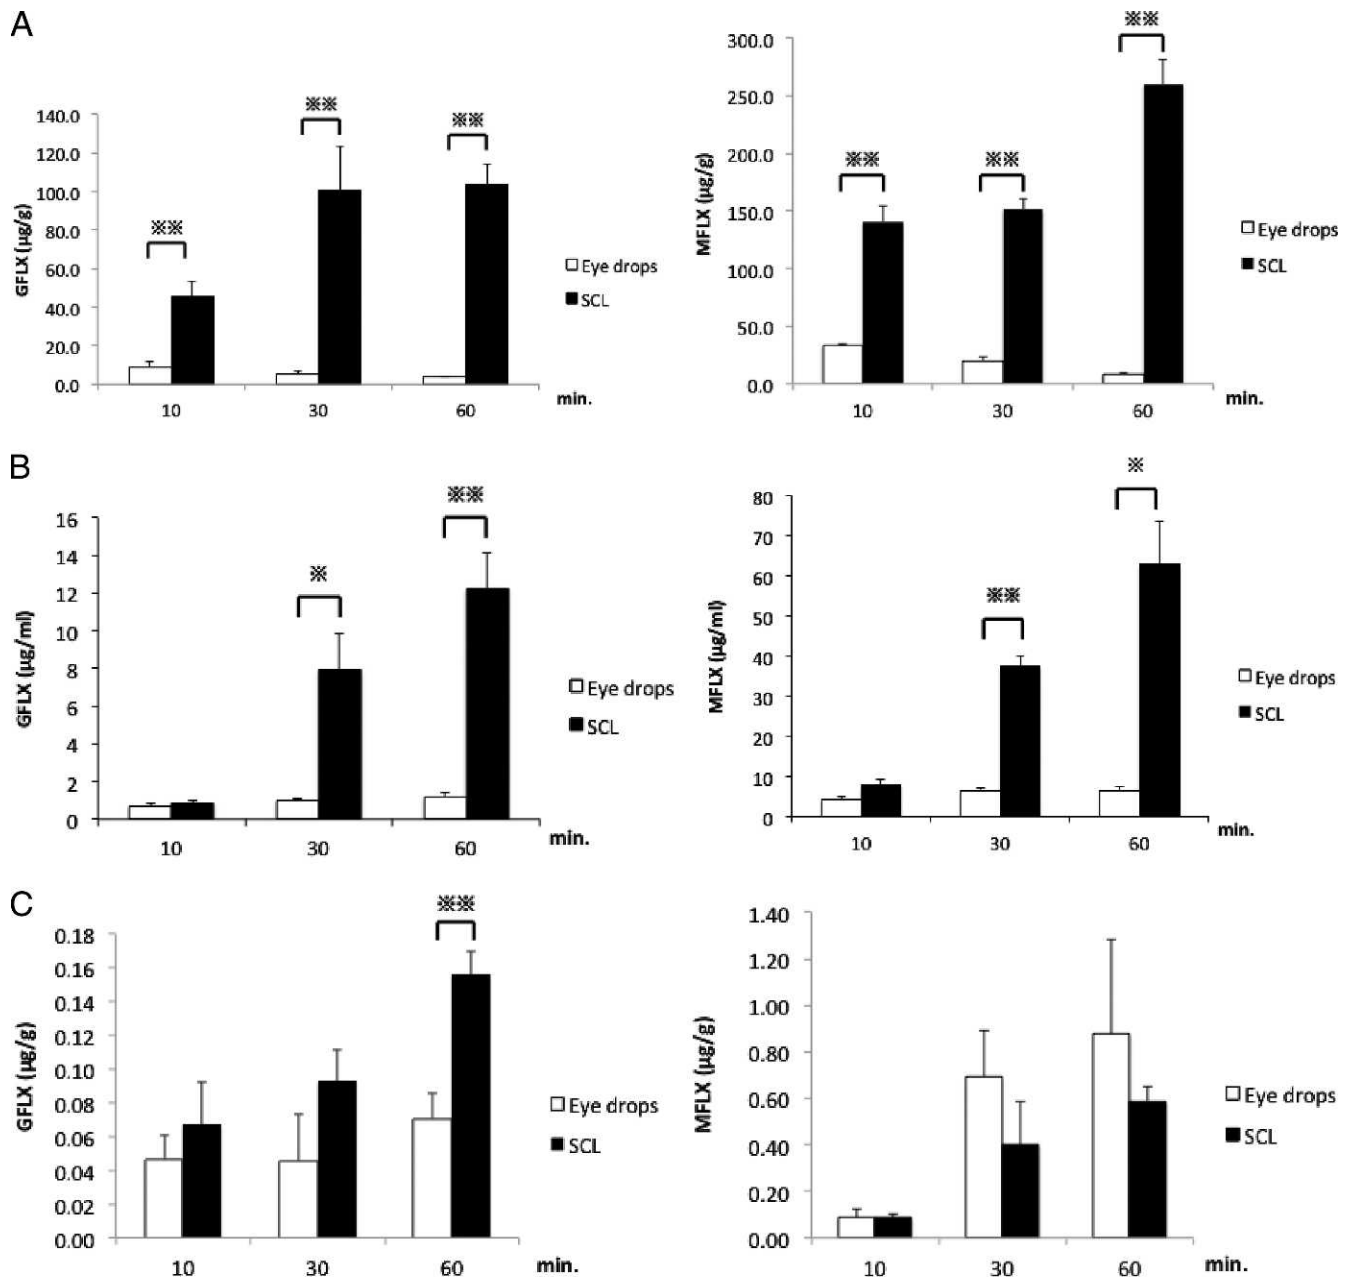 A
GFLX (µg/g)
140.0
120.0
100.0
80.0
60.0
40.0
20.0
0.0
※※
※※
※※
10 30 60 min.
Eye drops
SCL
MFLX (µg/g)
300.0
250.0
200.0
150.0
100.0
50.0
0.0
※※
※※
※※
10 30 60 min.
Eye drops
SCL
B
GFLX (µg/ml)
16
14
12
10
8
6
4
2
0
※
※※
10 30 60 min.
Eye drops
SCL
MFLX (µg/ml)
80
70
60
50
40
30
20
10
0
※※
※
10 30 60 min.
Eye drops
SCL
C
GFLX (µg/g)
0.18
0.16
0.14
0.12
0.10
0.08
0.06
0.04
0.02
0.00
※※
10 30 60 min.
Eye drops
SCL
MFLX (µg/g)
1.40
1.20
1.00
0.80
0.60
0.40
0.20
0.00
10 30 60 min.
Eye drops
SCL